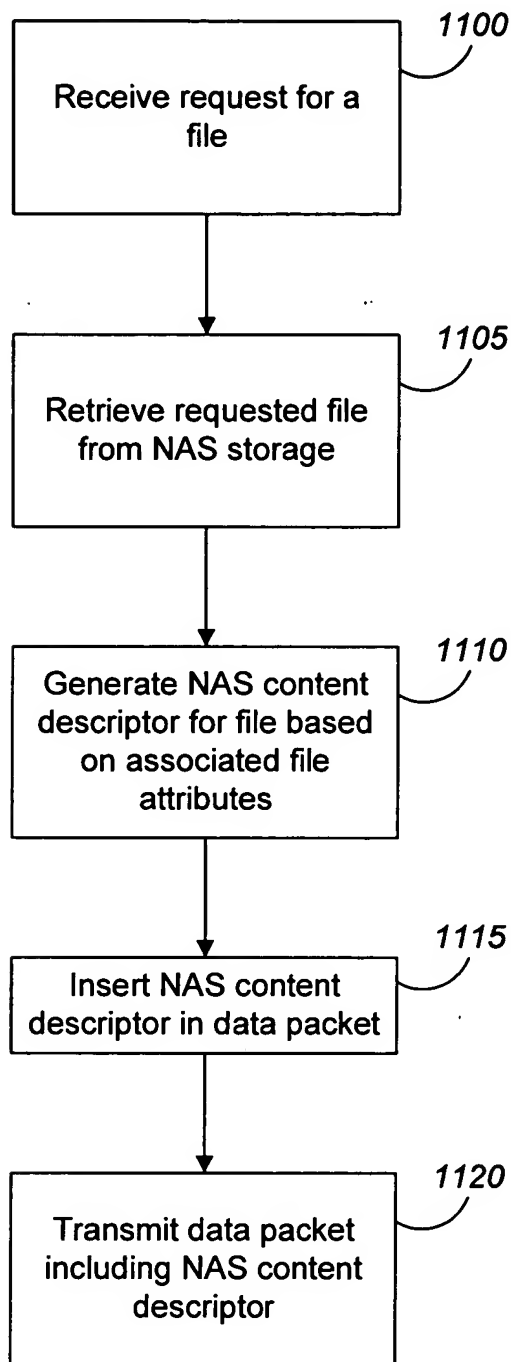 1100
Receive request for a
file
1105
Retrieve requested file
from NAS storage
1110
Generate NAS content
descriptor for file based
on associated file
attributes
1115
Insert NAS content
descriptor in data packet
1120
Transmit data packet
including NAS content
descriptor